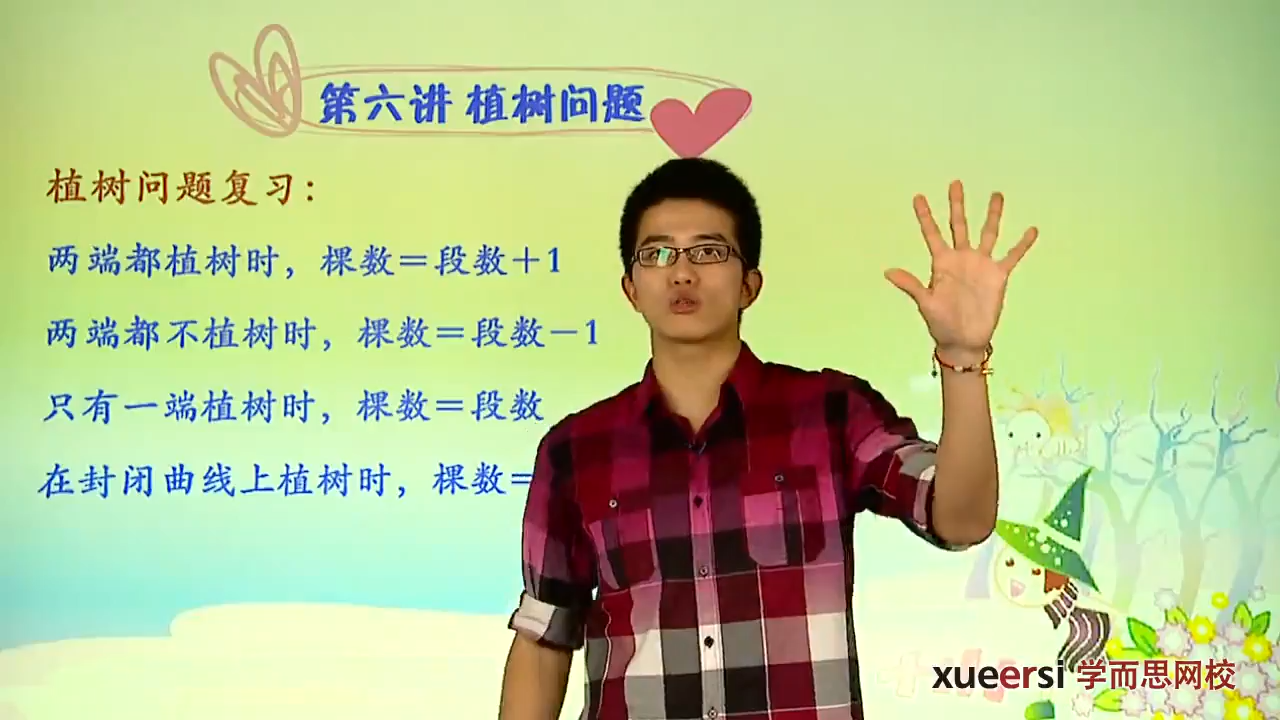 第六讲 植树问题
植树问题复习：
两端都植树时，棵数＝段数＋1
两端都不植树时，棵数＝段数－1
只有一端植树时，棵数＝段数
在封闭曲线上植树时，棵数＝
xueersi 学而思网校